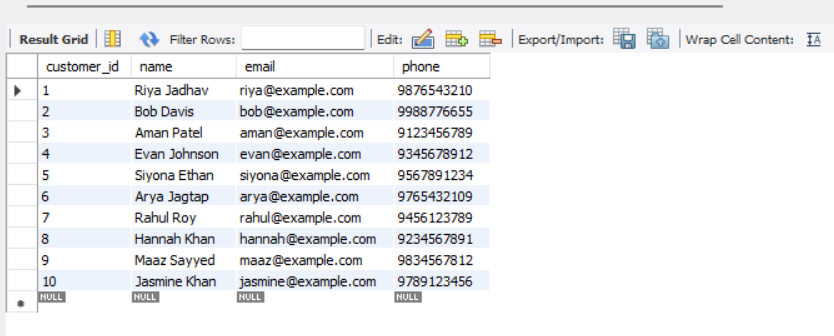 Result Grid Filter Rows: Edit: Export/Import: Wrap Cell Content: IA
customer_id name email phone
1 Riya Jadhav riya@example.com 9876543210
2 Bob Davis bob@example.com 9988776655
3 Aman Patel aman@example.com 9123456789
4 Evan Johnson evan@example.com 9345678912
5 Siyona Ethan siyona@example.com 9567891234
6 Arya Jagtap arya@example.com 9765432109
7 Rahul Roy rahul@example.com 9456123789
8 Hannah Khan hannah@example.com 9234567891
9 Maaz Sayyed maaz@example.com 9834567812
10 Jasmine Khan jasmine@example.com 9789123456
NULL NULL NULL NULL